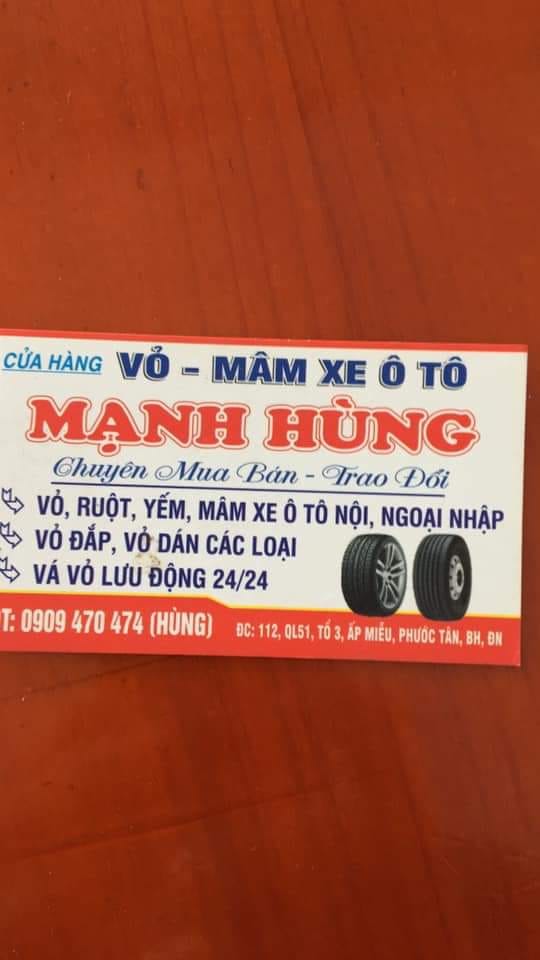 CỬA HÀNG VỎ - MÂM XE Ô TÔ
MẠNH HÙNG
Chuyên Mua Bán - Trao Đổi
VỎ, RUỘT, YẾM, MÂM XE Ô TÔ NỘI, NGOẠI NHẬP
VỎ ĐẮP, VỎ DÁN CÁC LOẠI
VÁ VỎ LƯU ĐỘNG 24/24
T: 0909 470 474 (HÙNG) ĐC: 112, QL51, TỔ 3, ẤP MIỄU, PHƯỚC TÂN, BH, ĐN